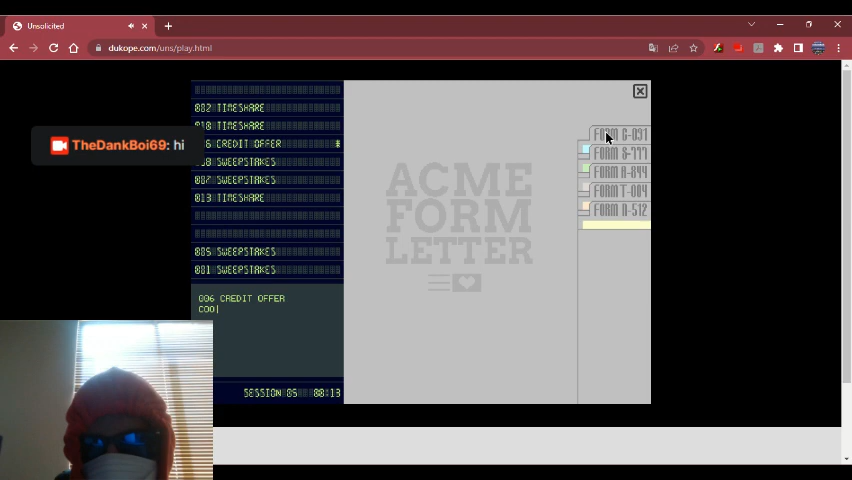 Unsolicited
dukope.com/uns/play.html
TheDankBoi69: hi
002 TIMESHARE
018 TIMESHARE
CREDIT OFFER
SWEEPSTAKES
007 SWEEPSTAKES
013 TIMESHARE
005 SWEEPSTAKES
001 SWEEPSTAKES
006 CREDIT OFFER
COO
SESSION 05 08:13
ACME
FORM
LETTER
FORM G-091
FORM S-777
FORM R-844
FORM T-004
FORM N-512